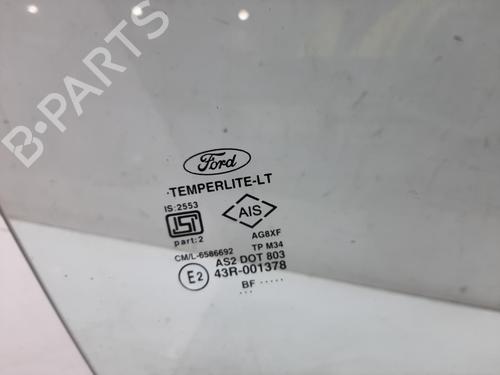 B-PARTS
Ford
TEMPERLITE-LT
IS:2553
ISI
AIS
part:2
AG8XF
CM/L-6586692
TP M34
AS2 DOT 803
E2
43R-001378
BF .....
...